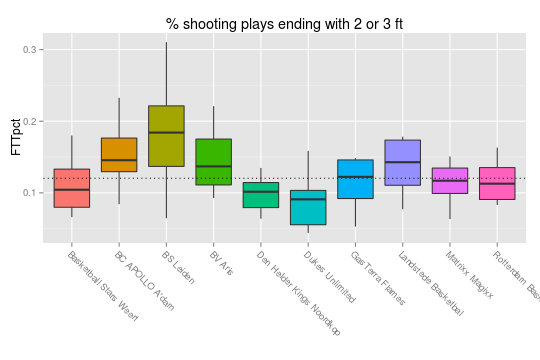 % shooting plays ending with 2 or 3 ft
FTTpct
0.3
0.2
0.1
Basketball Stars Weert
BC APOLLO A'dam
BS Leiden
BV Aris
Den Helder Kings Noordkop
Dukes Unlimited
GasTerra Flames
Landstede Basketbal
Matrixx Magixx
Rotterdam Bas